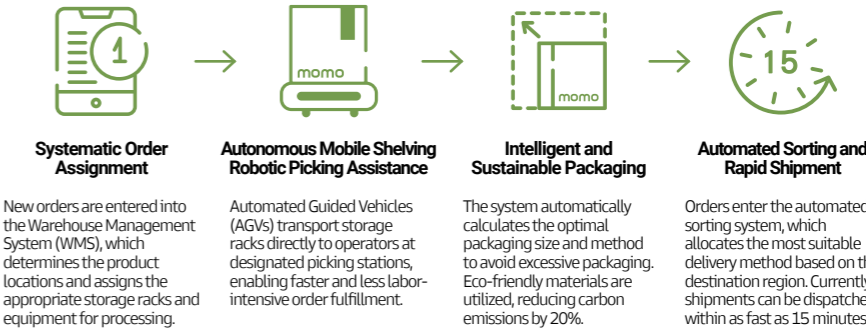 1
momo
momo
15
Systematic Order
Assignment
New orders are entered into
the Warehouse Management
System (WMS), which
determines the product
locations and assigns the
appropriate storage racks and
equipment for processing.
Autonomous Mobile Shelving
Robotic Picking Assistance
Automated Guided Vehicles
(AGVs) transport storage
racks directly to operators at
designated picking stations,
enabling faster and less labor-
intensive order fulfillment.
Intelligent and
Sustainable Packaging
The system automatically
calculates the optimal
packaging size and method
to avoid excessive packaging.
Eco-friendly materials are
utilized, reducing carbon
emissions by 20%.
Automated Sorting and
Rapid Shipment
Orders enter the automated
sorting system, which
allocates the most suitable
delivery method based on
destination region.
shipments can be
within as fast as 15 minutes